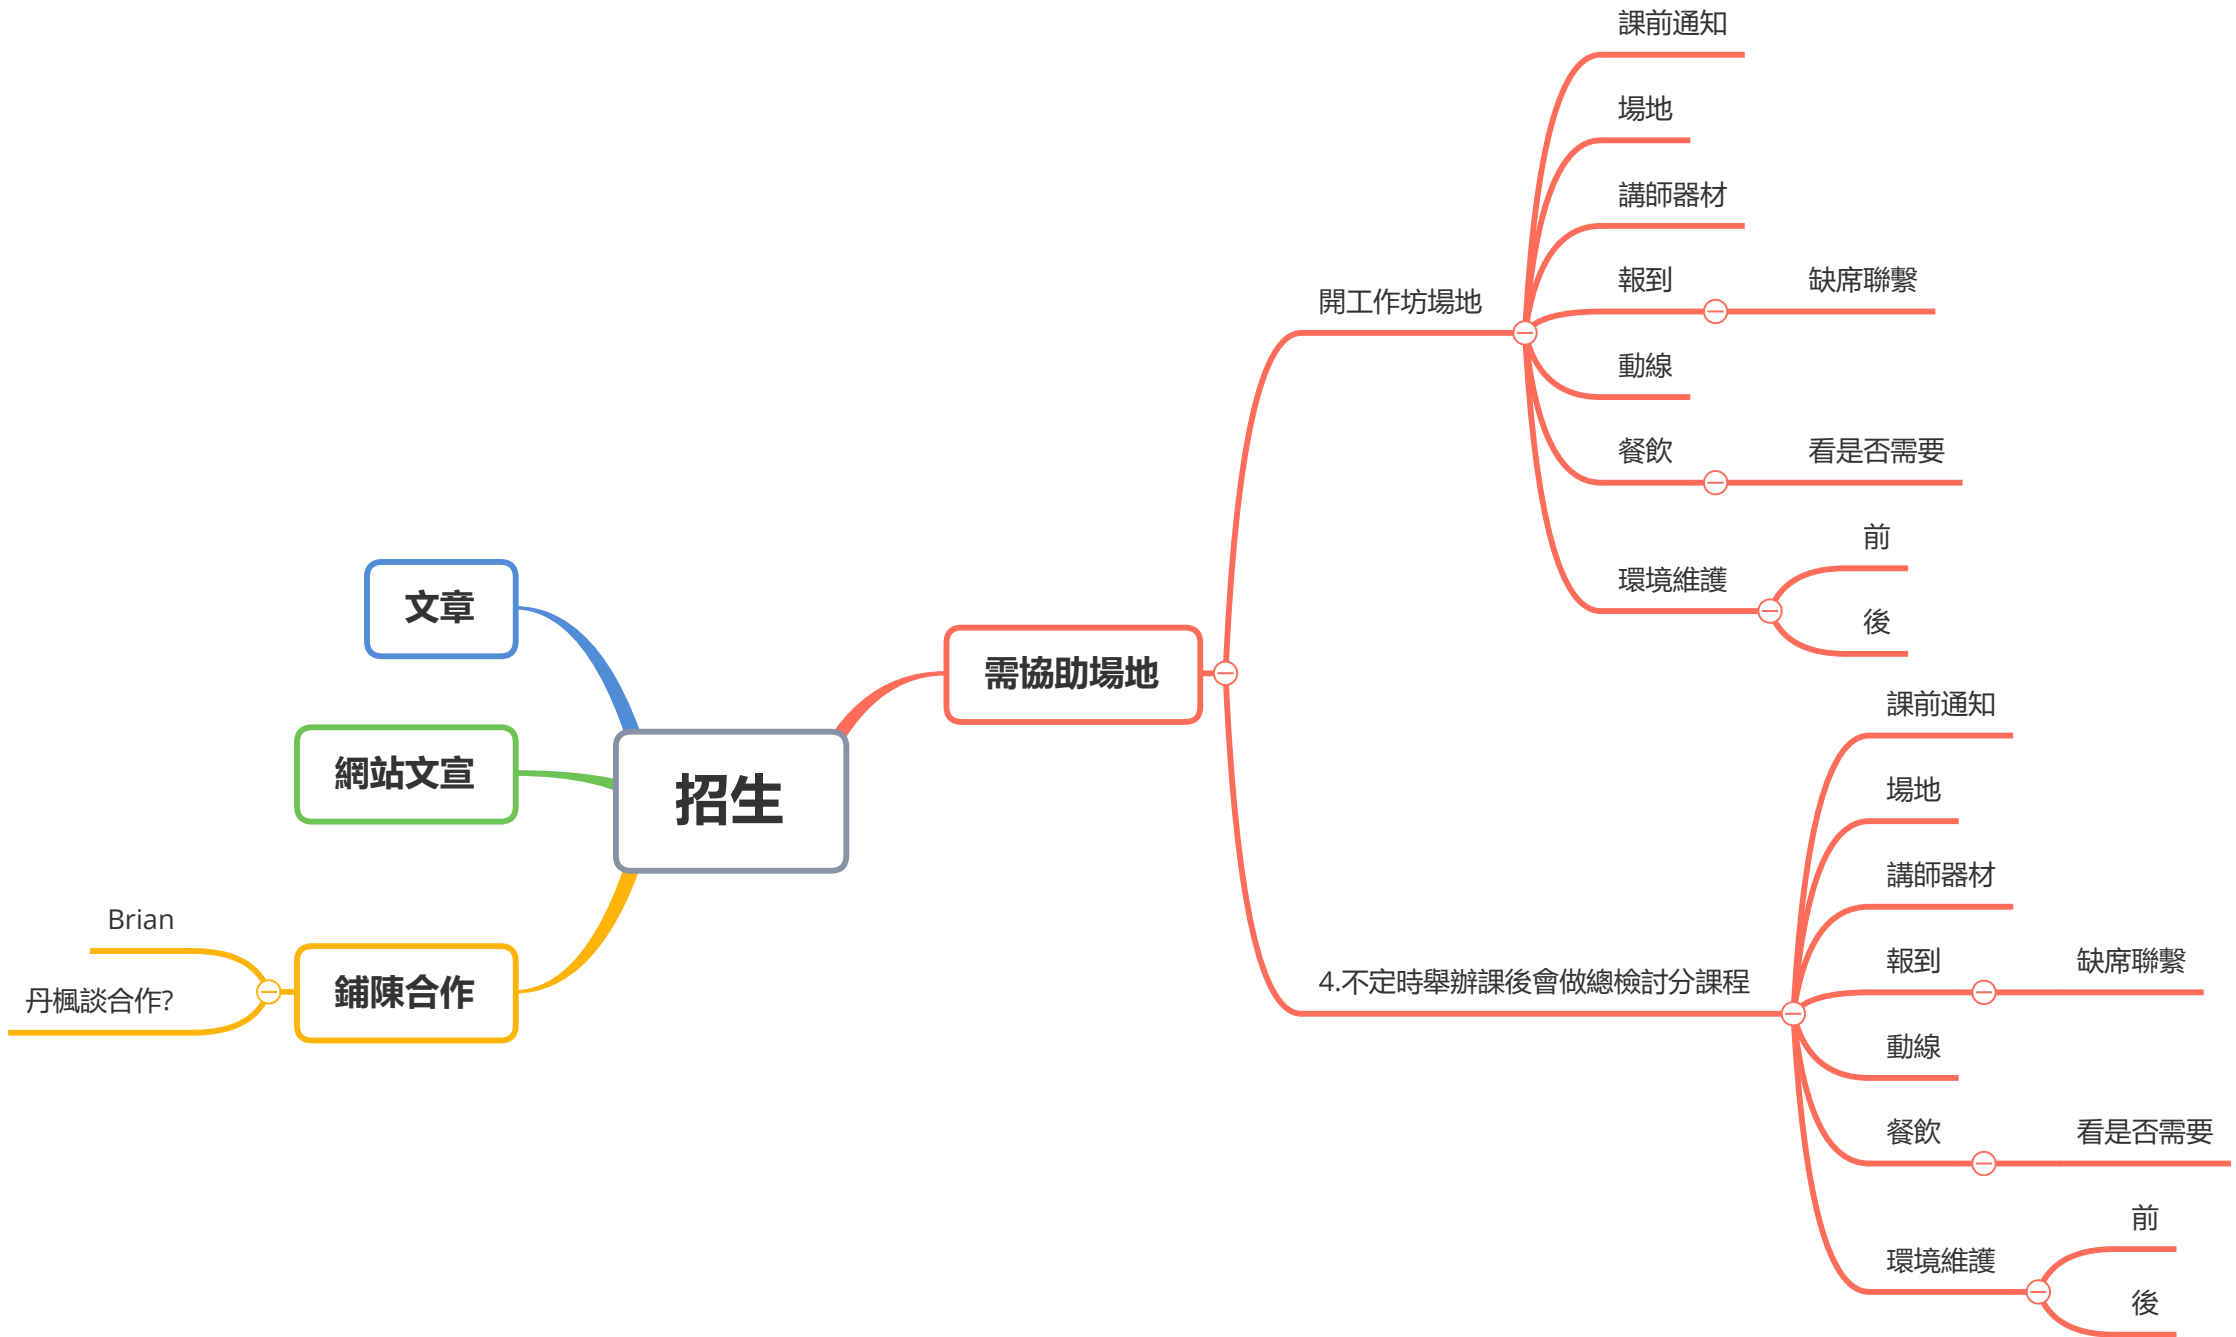 招生
文章
網站文宣
鋪陳合作
Brian
丹楓談合作?
需協助場地
開工作坊場地
課前通知
場地
講師器材
報到
缺席聯繫
動線
餐飲
看是否需要
環境維護
前
後
4.不定時舉辦課後會做總檢討分課程
課前通知
場地
講師器材
報到
缺席聯繫
動線
餐飲
看是否需要
環境維護
前
後